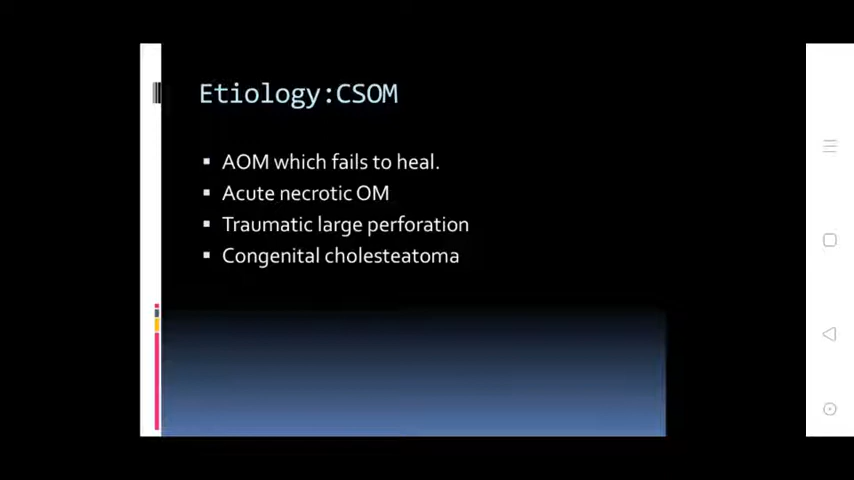 Etiology:CSOM
▪ AOM which fails to heal.
▪ Acute necrotic OM
▪ Traumatic large perforation
▪ Congenital cholesteatoma